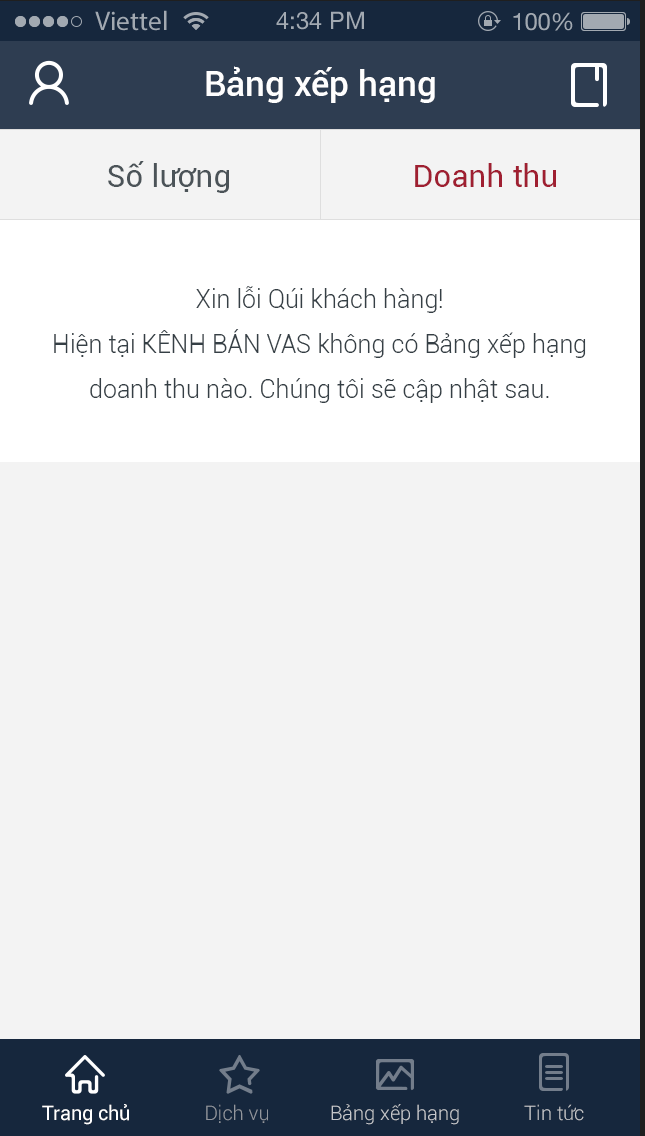 Viettel 4:34 PM 100%
Bảng xếp hạng
Số lượng Doanh thu
Xin lỗi Qúi khách hàng!
Hiện tại KÊNH BÁN VAS không có Bảng xếp hạng
doanh thu nào. Chúng tôi sẽ cập nhật sau.
Trang chủ Dịch vụ Bảng xếp hạng Tin tức